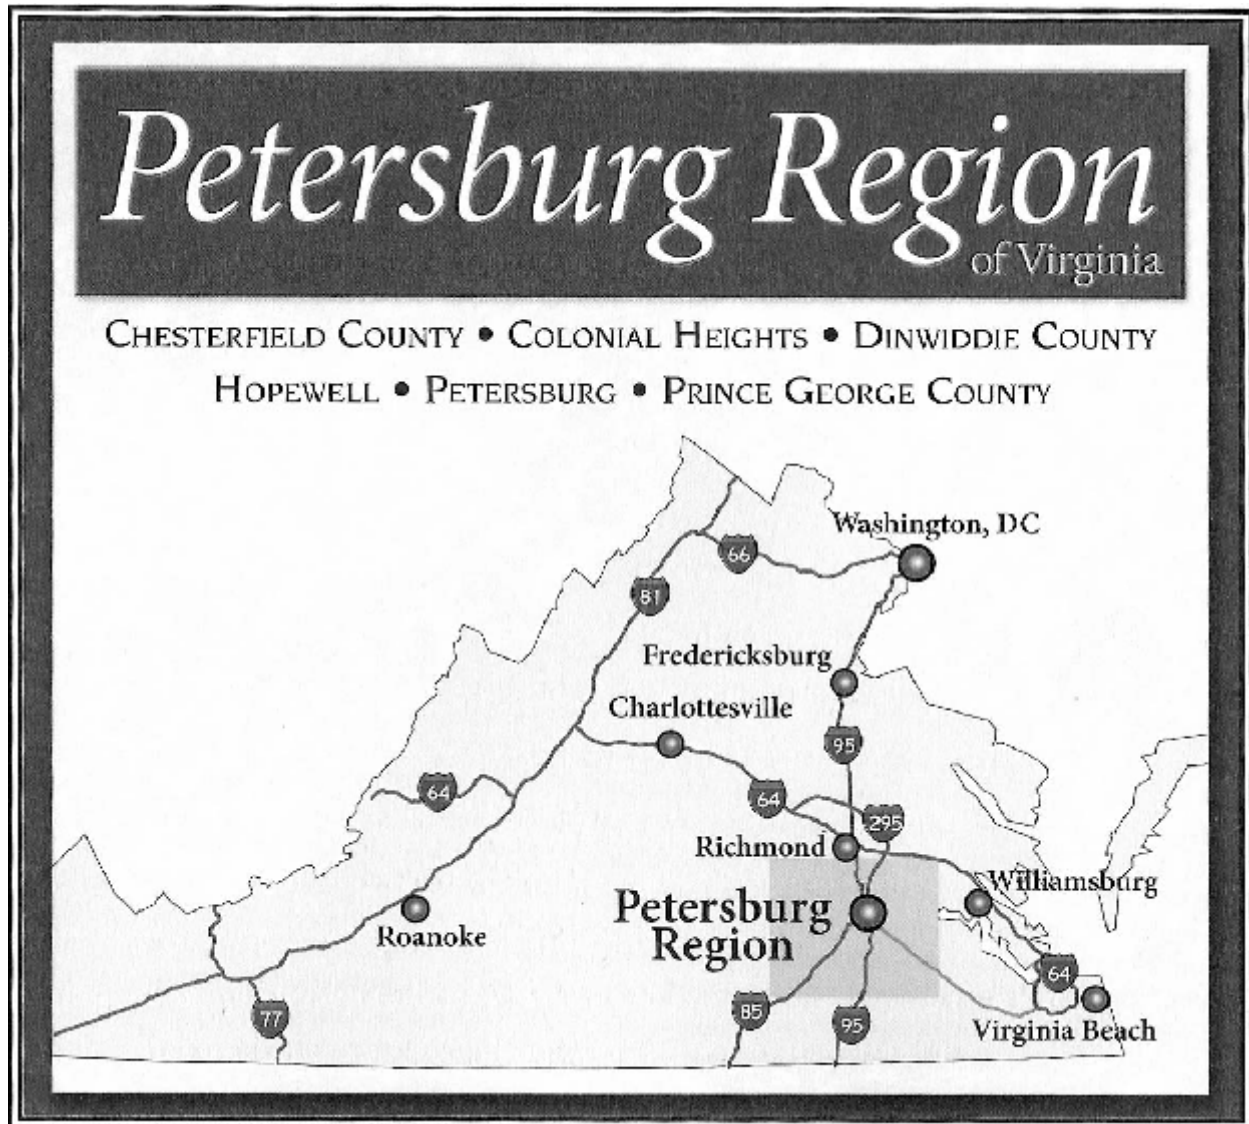 Petersburg Region
of Virginia
CHESTERFIELD COUNTY • COLONIAL HEIGHTS • DINWIDDIE COUNTY
HOPEWELL • PETERSBURG • PRINCE GEORGE COUNTY
Washington, DC
66
81
Fredericksburg
Charlottesville
95
64
64
295
Richmond
Williamsburg
Petersburg
Region
Roanoke
64
85
95
77
Virginia Beach